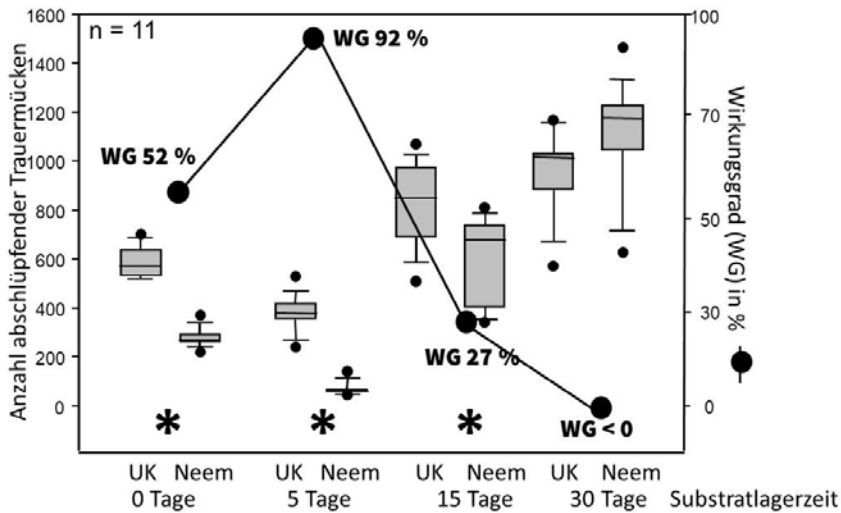 n = 11
WG 92 %
WG 52 %
WG 27 %
WG < 0
Anzahl abschlüpfender Trauermücken
1600
1400
1200
1000
800
600
400
200
0
100
70
50
30
0
Wirkungsgrad (WG) in %
* * *
UK Neem UK Neem UK Neem UK Neem
0 Tage 5 Tage 15 Tage 30 Tage Substratlagerzeit